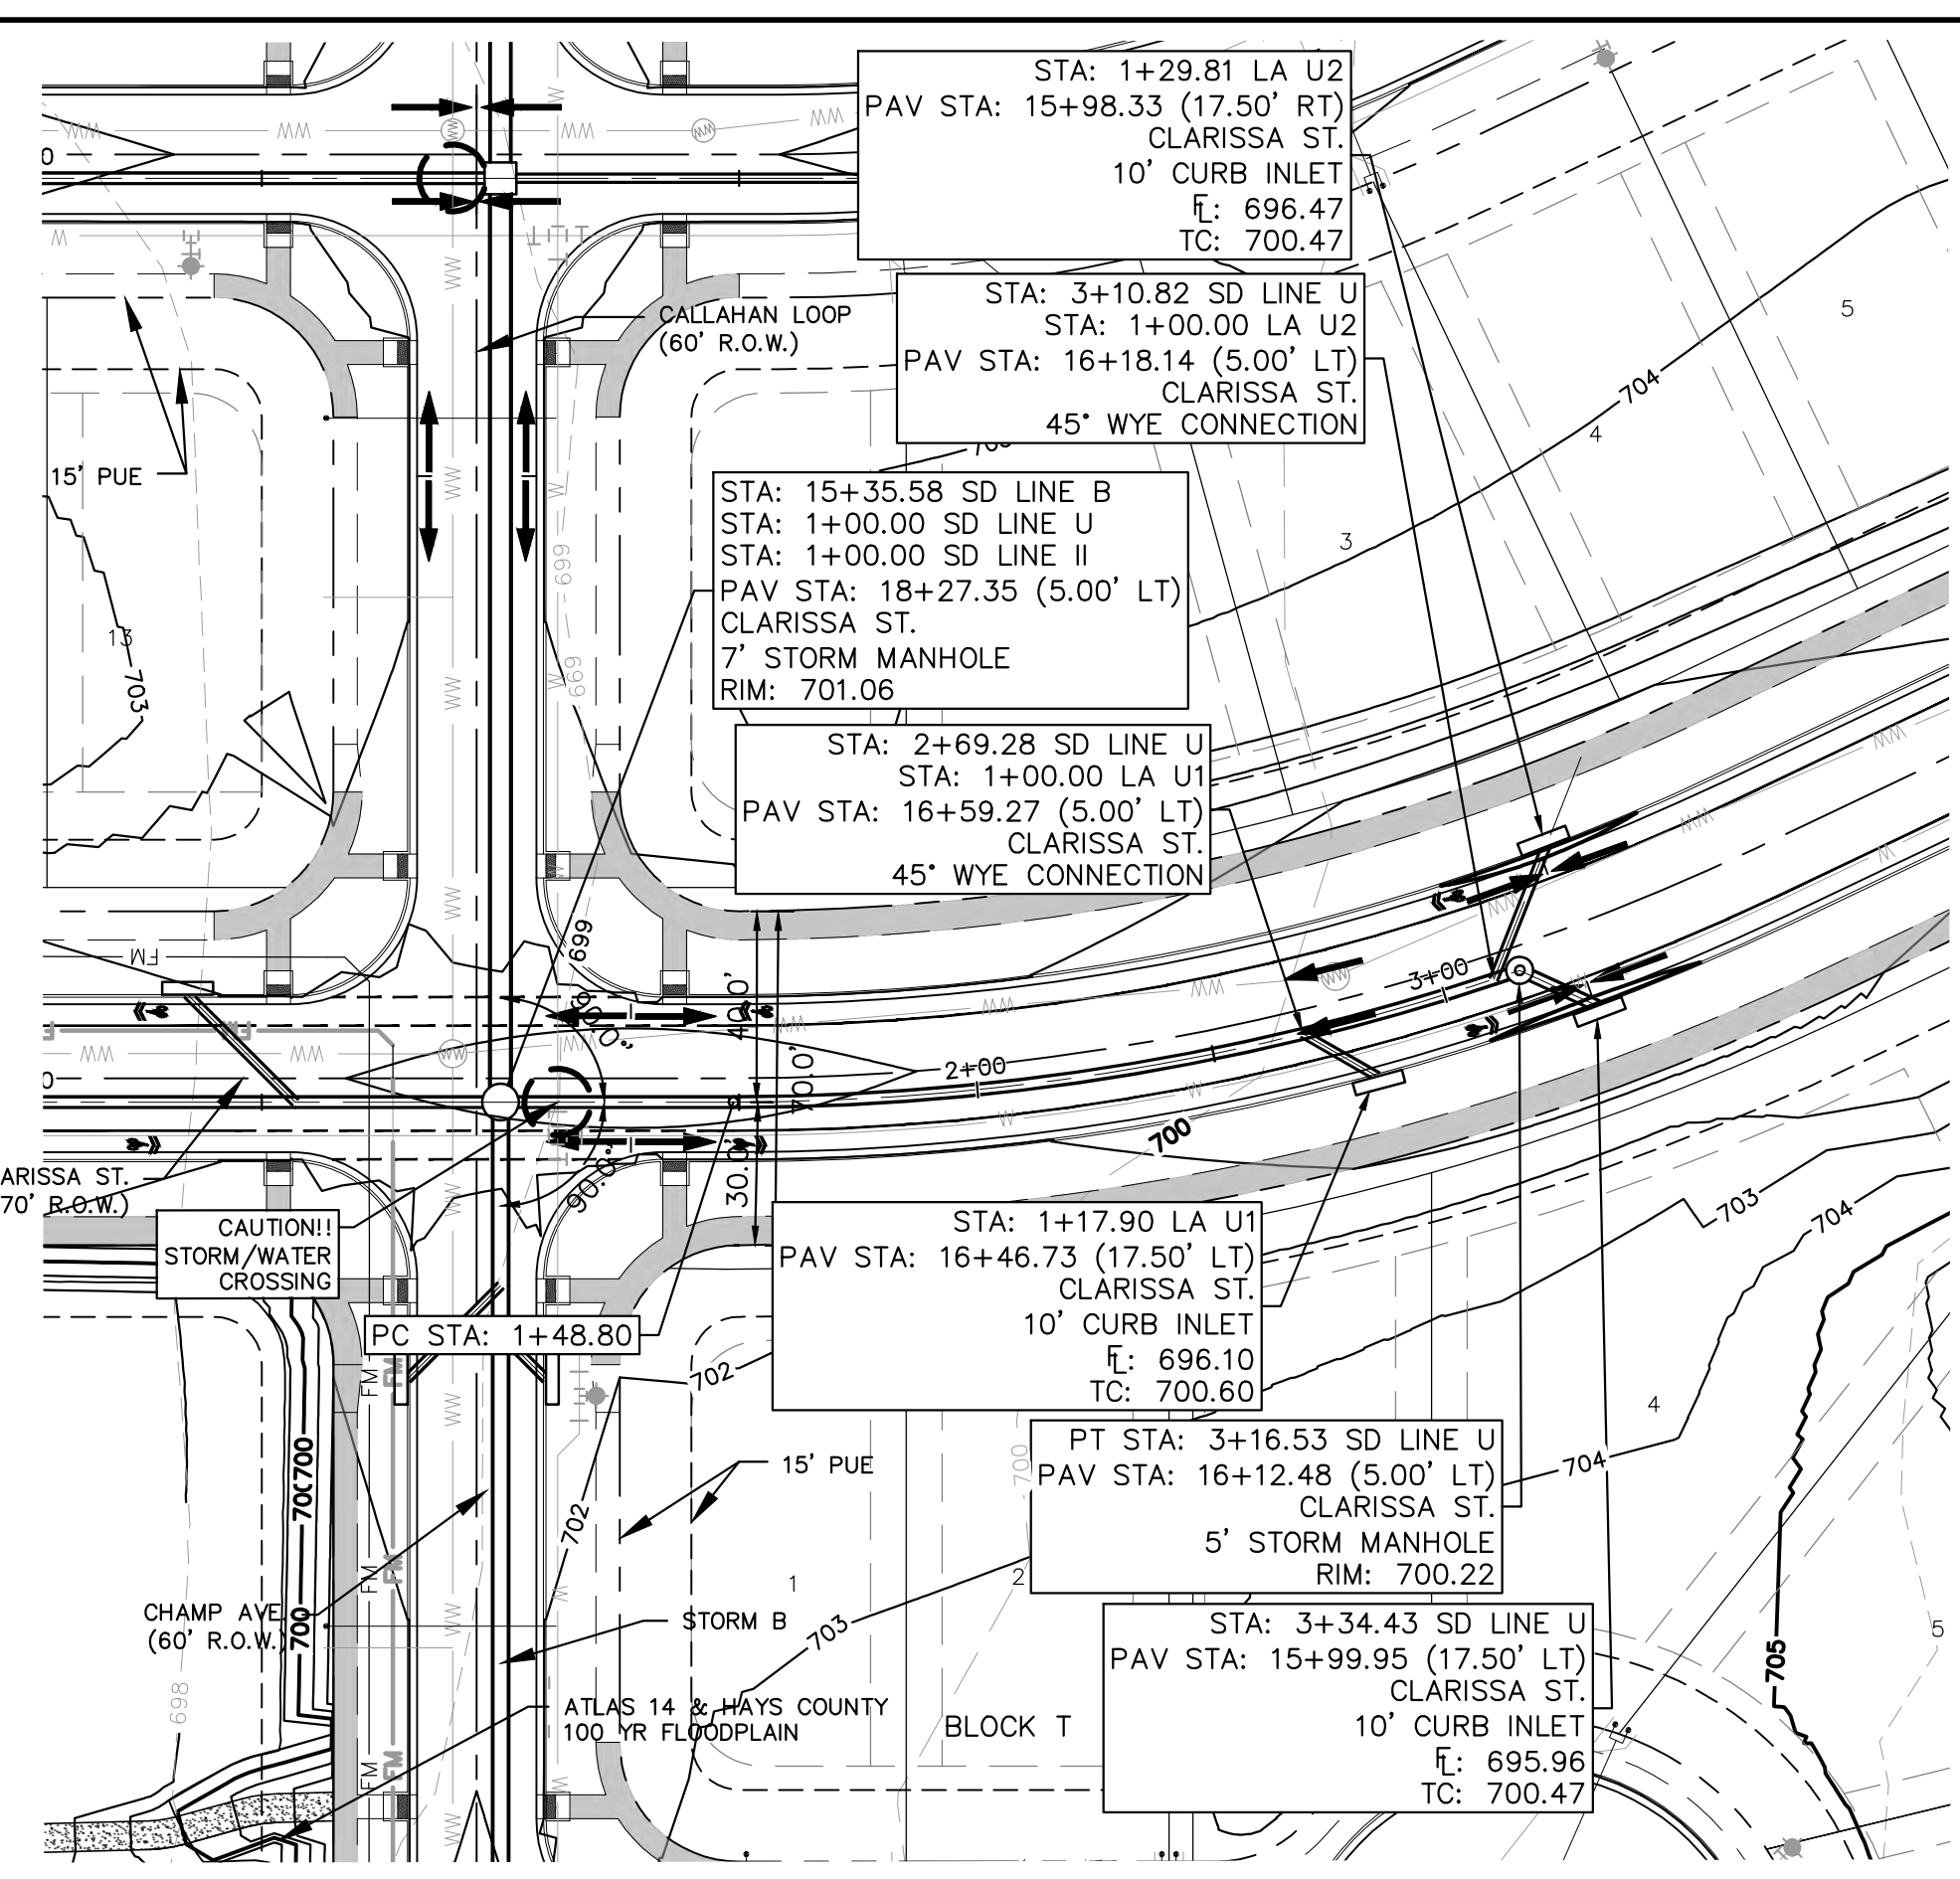 STA: 1+29.81 LA U2
PAV STA: 15+98.33 (17.50' RT)
CLARISSA ST.
10' CURB INLET
FL: 696.47
TC: 700.47
STA: 3+10.82 SD LINE U
STA: 1+00.00 LA U2
PAV STA: 16+18.14 (5.00' LT)
CLARISSA ST.
45° WYE CONNECTION
CALLAHAN LOOP
(60' R.O.W.)
15' PUE
STA: 15+35.58 SD LINE B
STA: 1+00.00 SD LINE U
STA: 1+00.00 SD LINE II
PAV STA: 18+27.35 (5.00' LT)
CLARISSA ST.
7' STORM MANHOLE
RIM: 701.06
STA: 2+69.28 SD LINE U
STA: 1+00.00 LA U1
PAV STA: 16+59.27 (5.00' LT)
CLARISSA ST.
45° WYE CONNECTION
5
704
4
3
13
703
699
699
699
FM
WW
WW
WW
W
3+00
2+00
40.0'
40.0'
30.0'
90.0°
90.0°
700
ARISSA ST.
70' R.O.W.)
CAUTION!!
STORM/WATER
CROSSING
PC STA: 1+48.80
STA: 1+17.90 LA U1
PAV STA: 16+46.73 (17.50' LT)
CLARISSA ST.
10' CURB INLET
FL: 696.10
TC: 700.60
703
704
702
PT STA: 3+16.53 SD LINE U
PAV STA: 16+12.48 (5.00' LT)
CLARISSA ST.
5' STORM MANHOLE
RIM: 700.22
704
4
15' PUE
700
700
702
FM
FM
FM
FM
FM
FM
1
2
CHAMP AVE.
(60' R.O.W.)
700
STORM B
703
STA: 3+34.43 SD LINE U
PAV STA: 15+99.95 (17.50' LT)
CLARISSA ST.
10' CURB INLET
FL: 695.96
TC: 700.47
705
5
698
ATLAS 14 & HAYS COUNTY
100 YR FLOODPLAIN
BLOCK T